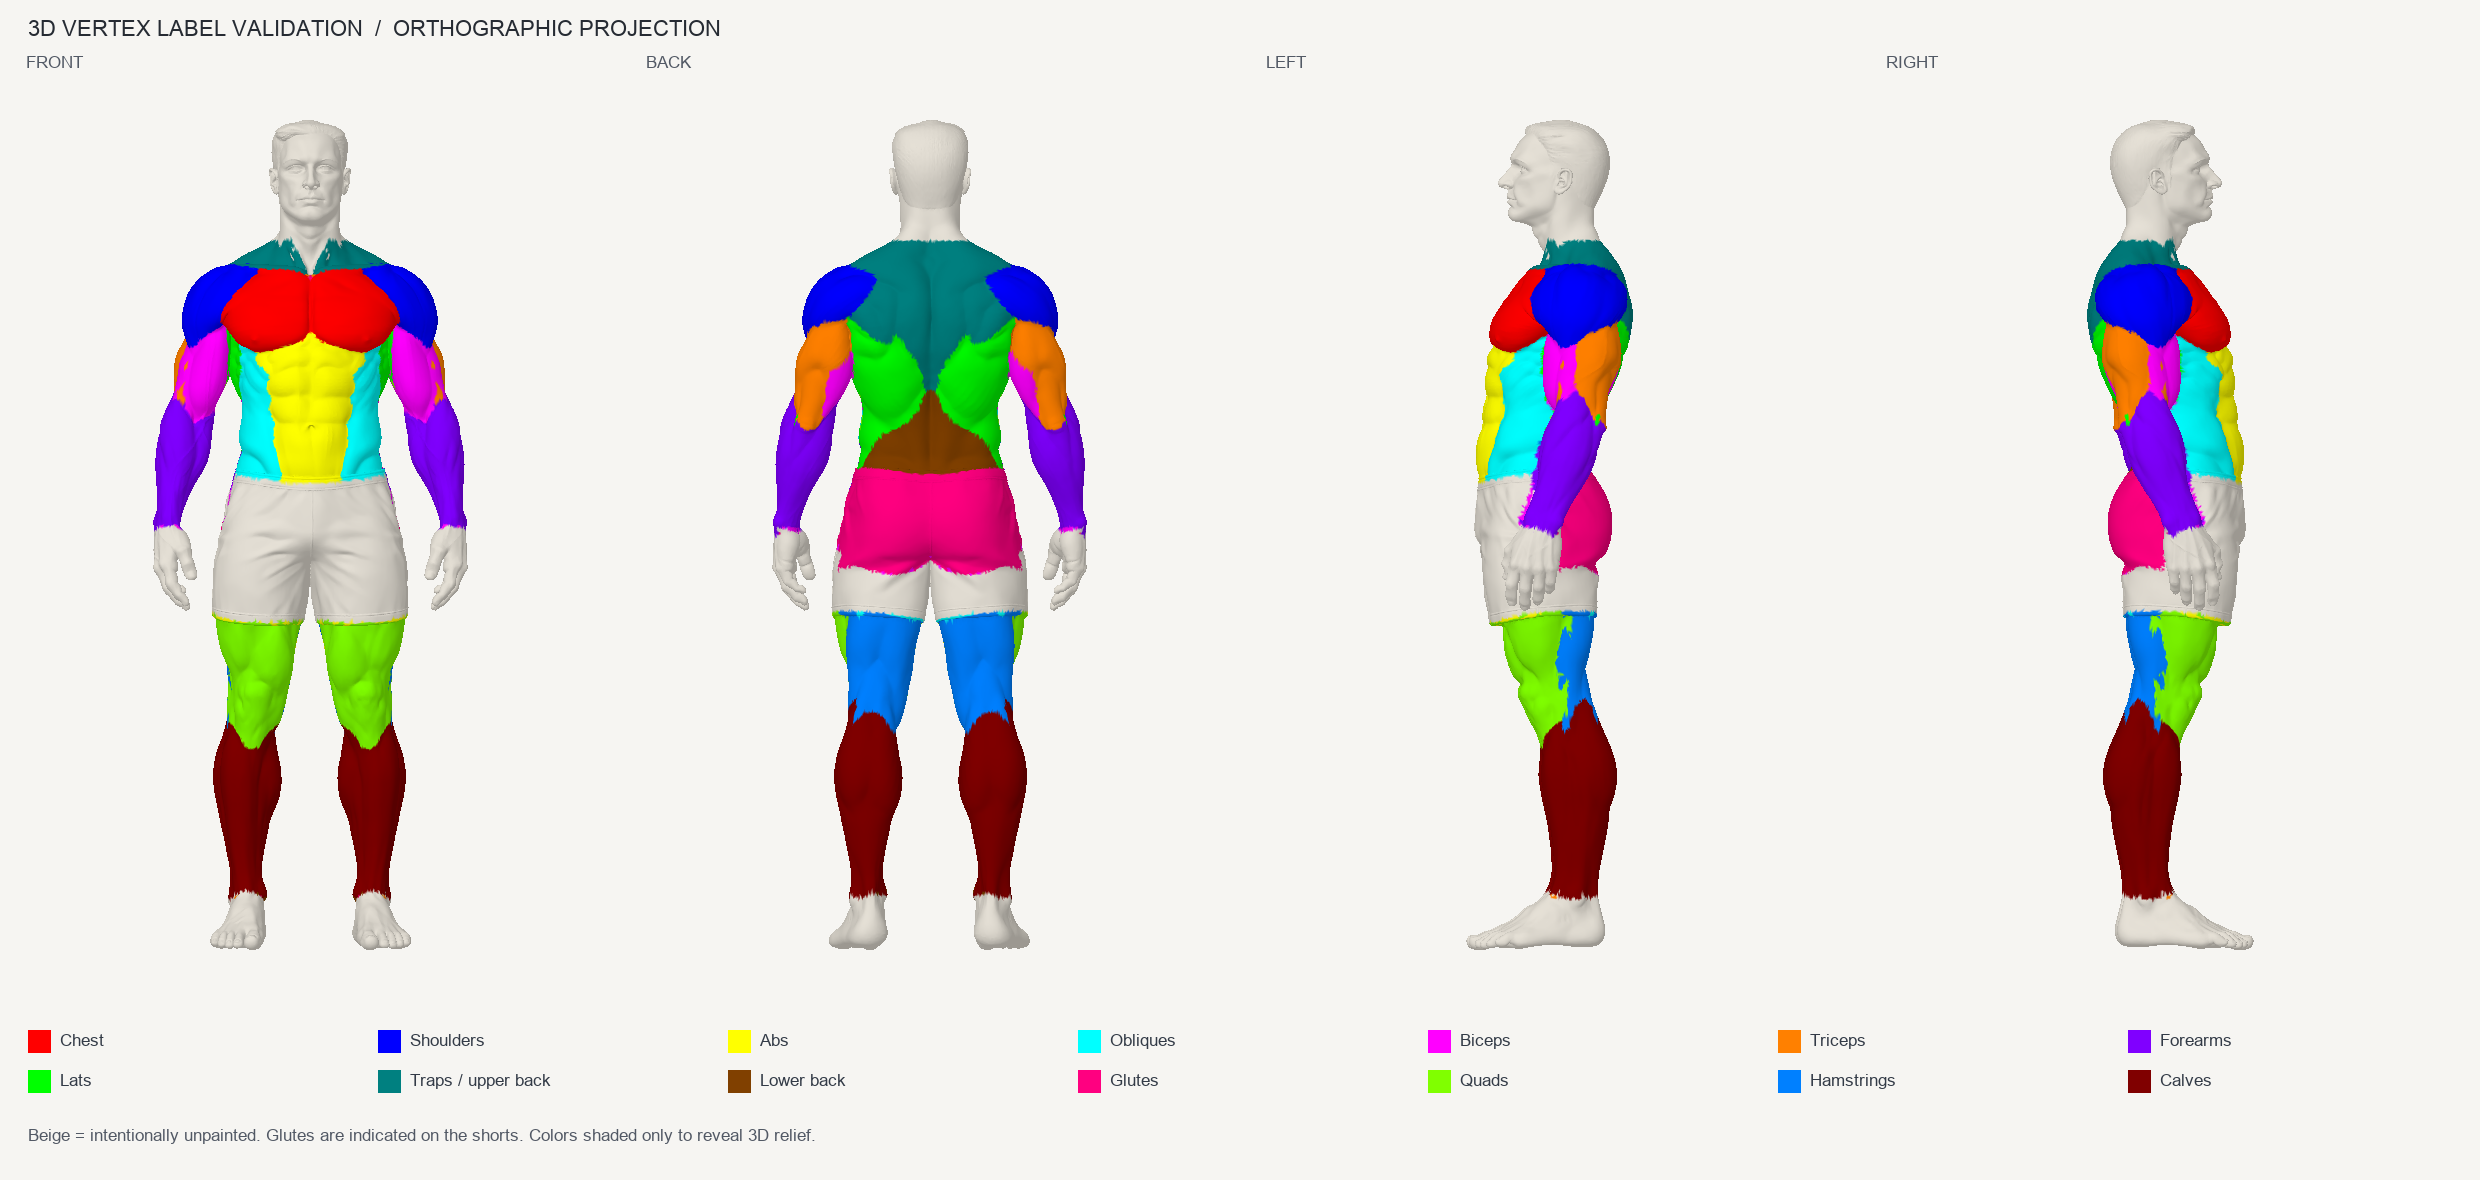 3D VERTEX LABEL VALIDATION / ORTHOGRAPHIC PROJECTION
FRONT
BACK
LEFT
RIGHT
Chest
Shoulders
Abs
Obliques
Biceps
Triceps
Forearms
Lats
Traps / upper back
Lower back
Glutes
Quads
Hamstrings
Calves
Beige = intentionally unpainted. Glutes are indicated on the shorts. Colors shaded only to reveal 3D relief.